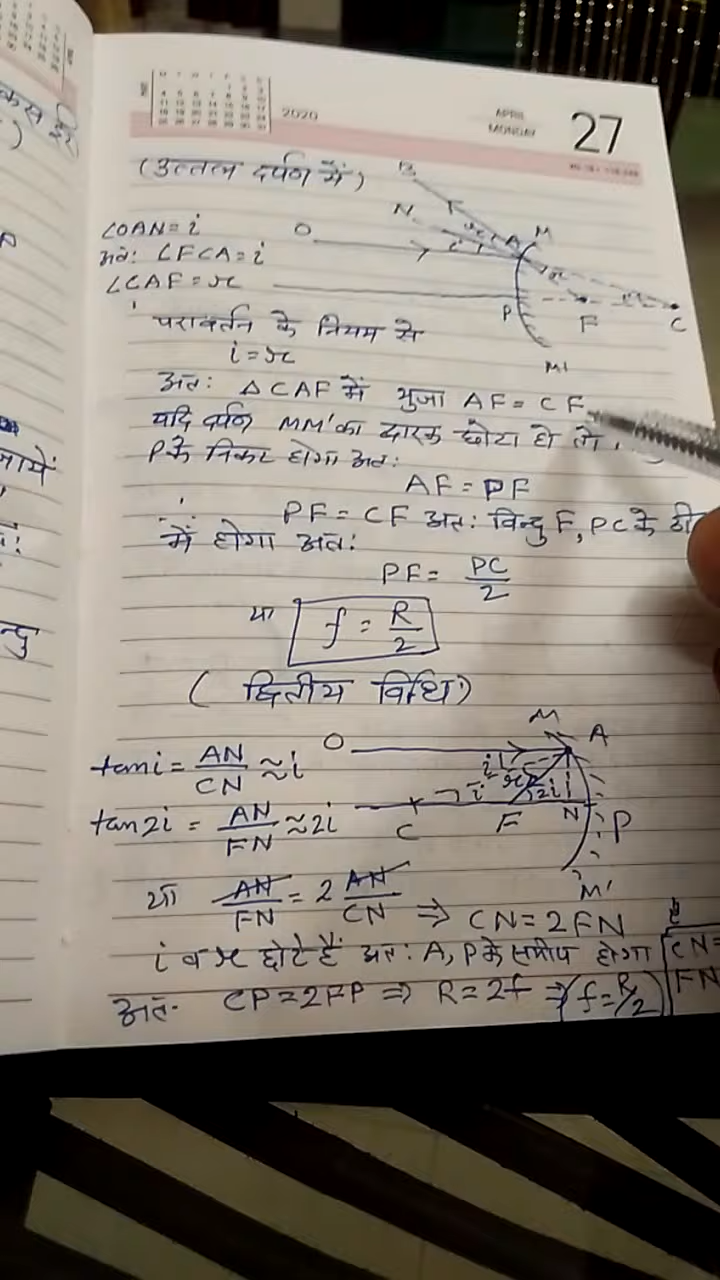 2020
APRIL
MONDAY
27
(उत्तल दर्पण में)
∠OAN = i
अतः ∠FCA = i
∠CAF = r
परावर्तन के नियम से
i = r
अतः △CAF में भुजा AF = CF
यदि दर्पण MM' का द्वारक छोटा हो तो,
P के निकट होगा अतः
AF = PF
∴ PF = CF अतः विन्दु F, PC के
में होगा अतः
PF = PC/2
या f = R/2
(द्वितीय विधि)
tan i = AN/CN ≈ i
tan 2i = AN/FN ≈ 2i
या AN/FN = 2 AN/CN ⇒ CN = 2FN
i व r छोटे हैं अतः A, P के समीप होगा
अतः CP = 2FP ⇒ R = 2f ⇒ f = R/2
CN =
FN
B
N
O
A
M
P
F
C
M'
O
M
A
i
r
i
2i
C
F
N
P
M'